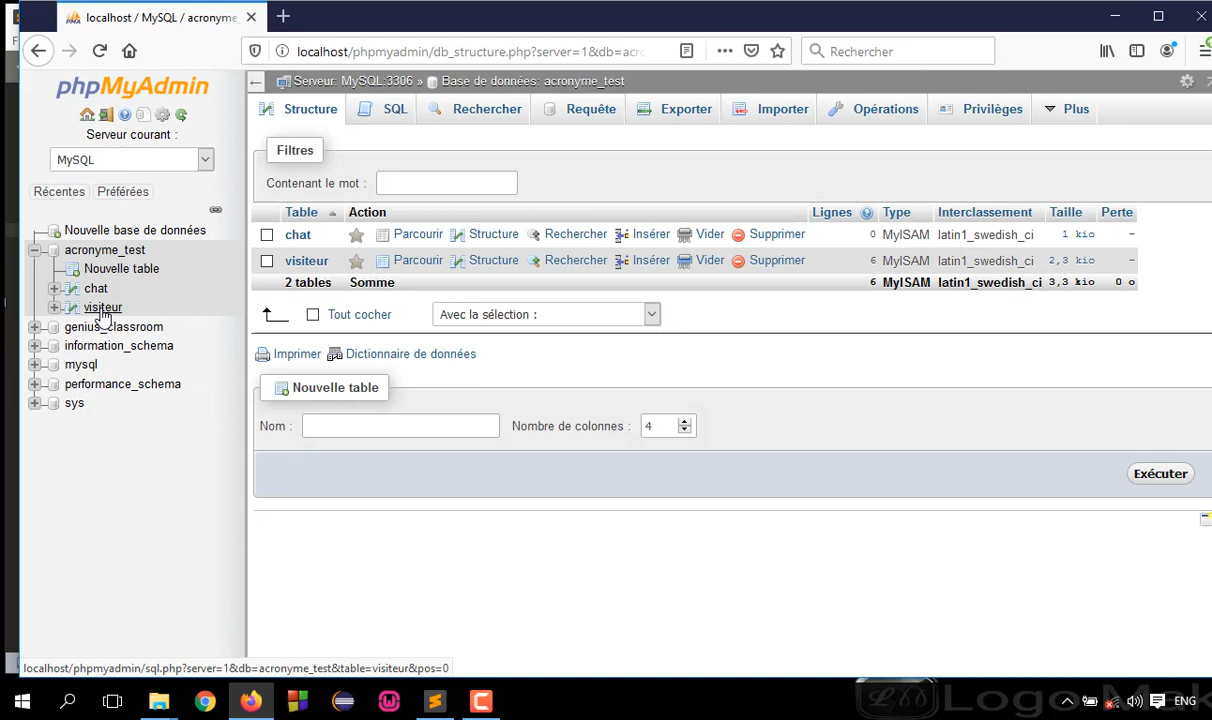 localhost / MySQL / acronyme_
localhost/phpmyadmin/db_structure.php?server=1&db=acro
Rechercher
phpMyAdmin
Serveur courant :
MySQL
Récentes
Préférées
Nouvelle base de données
acronyme_test
Nouvelle table
chat
visiteur
genius_classroom
information_schema
mysql
performance_schema
sys
Serveur: MySQL:3306 » Base de données: acronyme_test
Structure SQL Rechercher Requête Exporter Importer Opérations Privilèges Plus
Filtres
Contenant le mot :
Table Action Lignes Type Interclassement Taille Perte
chat Parcourir Structure Rechercher Insérer Vider Supprimer 0 MyISAM latin1_swedish_ci 1 kio –
visiteur Parcourir Structure Rechercher Insérer Vider Supprimer 6 MyISAM latin1_swedish_ci 2,3 kio –
2 tables Somme 6 MyISAM latin1_swedish_ci 3,3 kio 0 o
Tout cocher Avec la sélection :
Imprimer Dictionnaire de données
Nouvelle table
Nom : Nombre de colonnes : 4
Exécuter
localhost/phpmyadmin/sql.php?server=1&db=acronyme_test&table=visiteur&pos=0
ENG